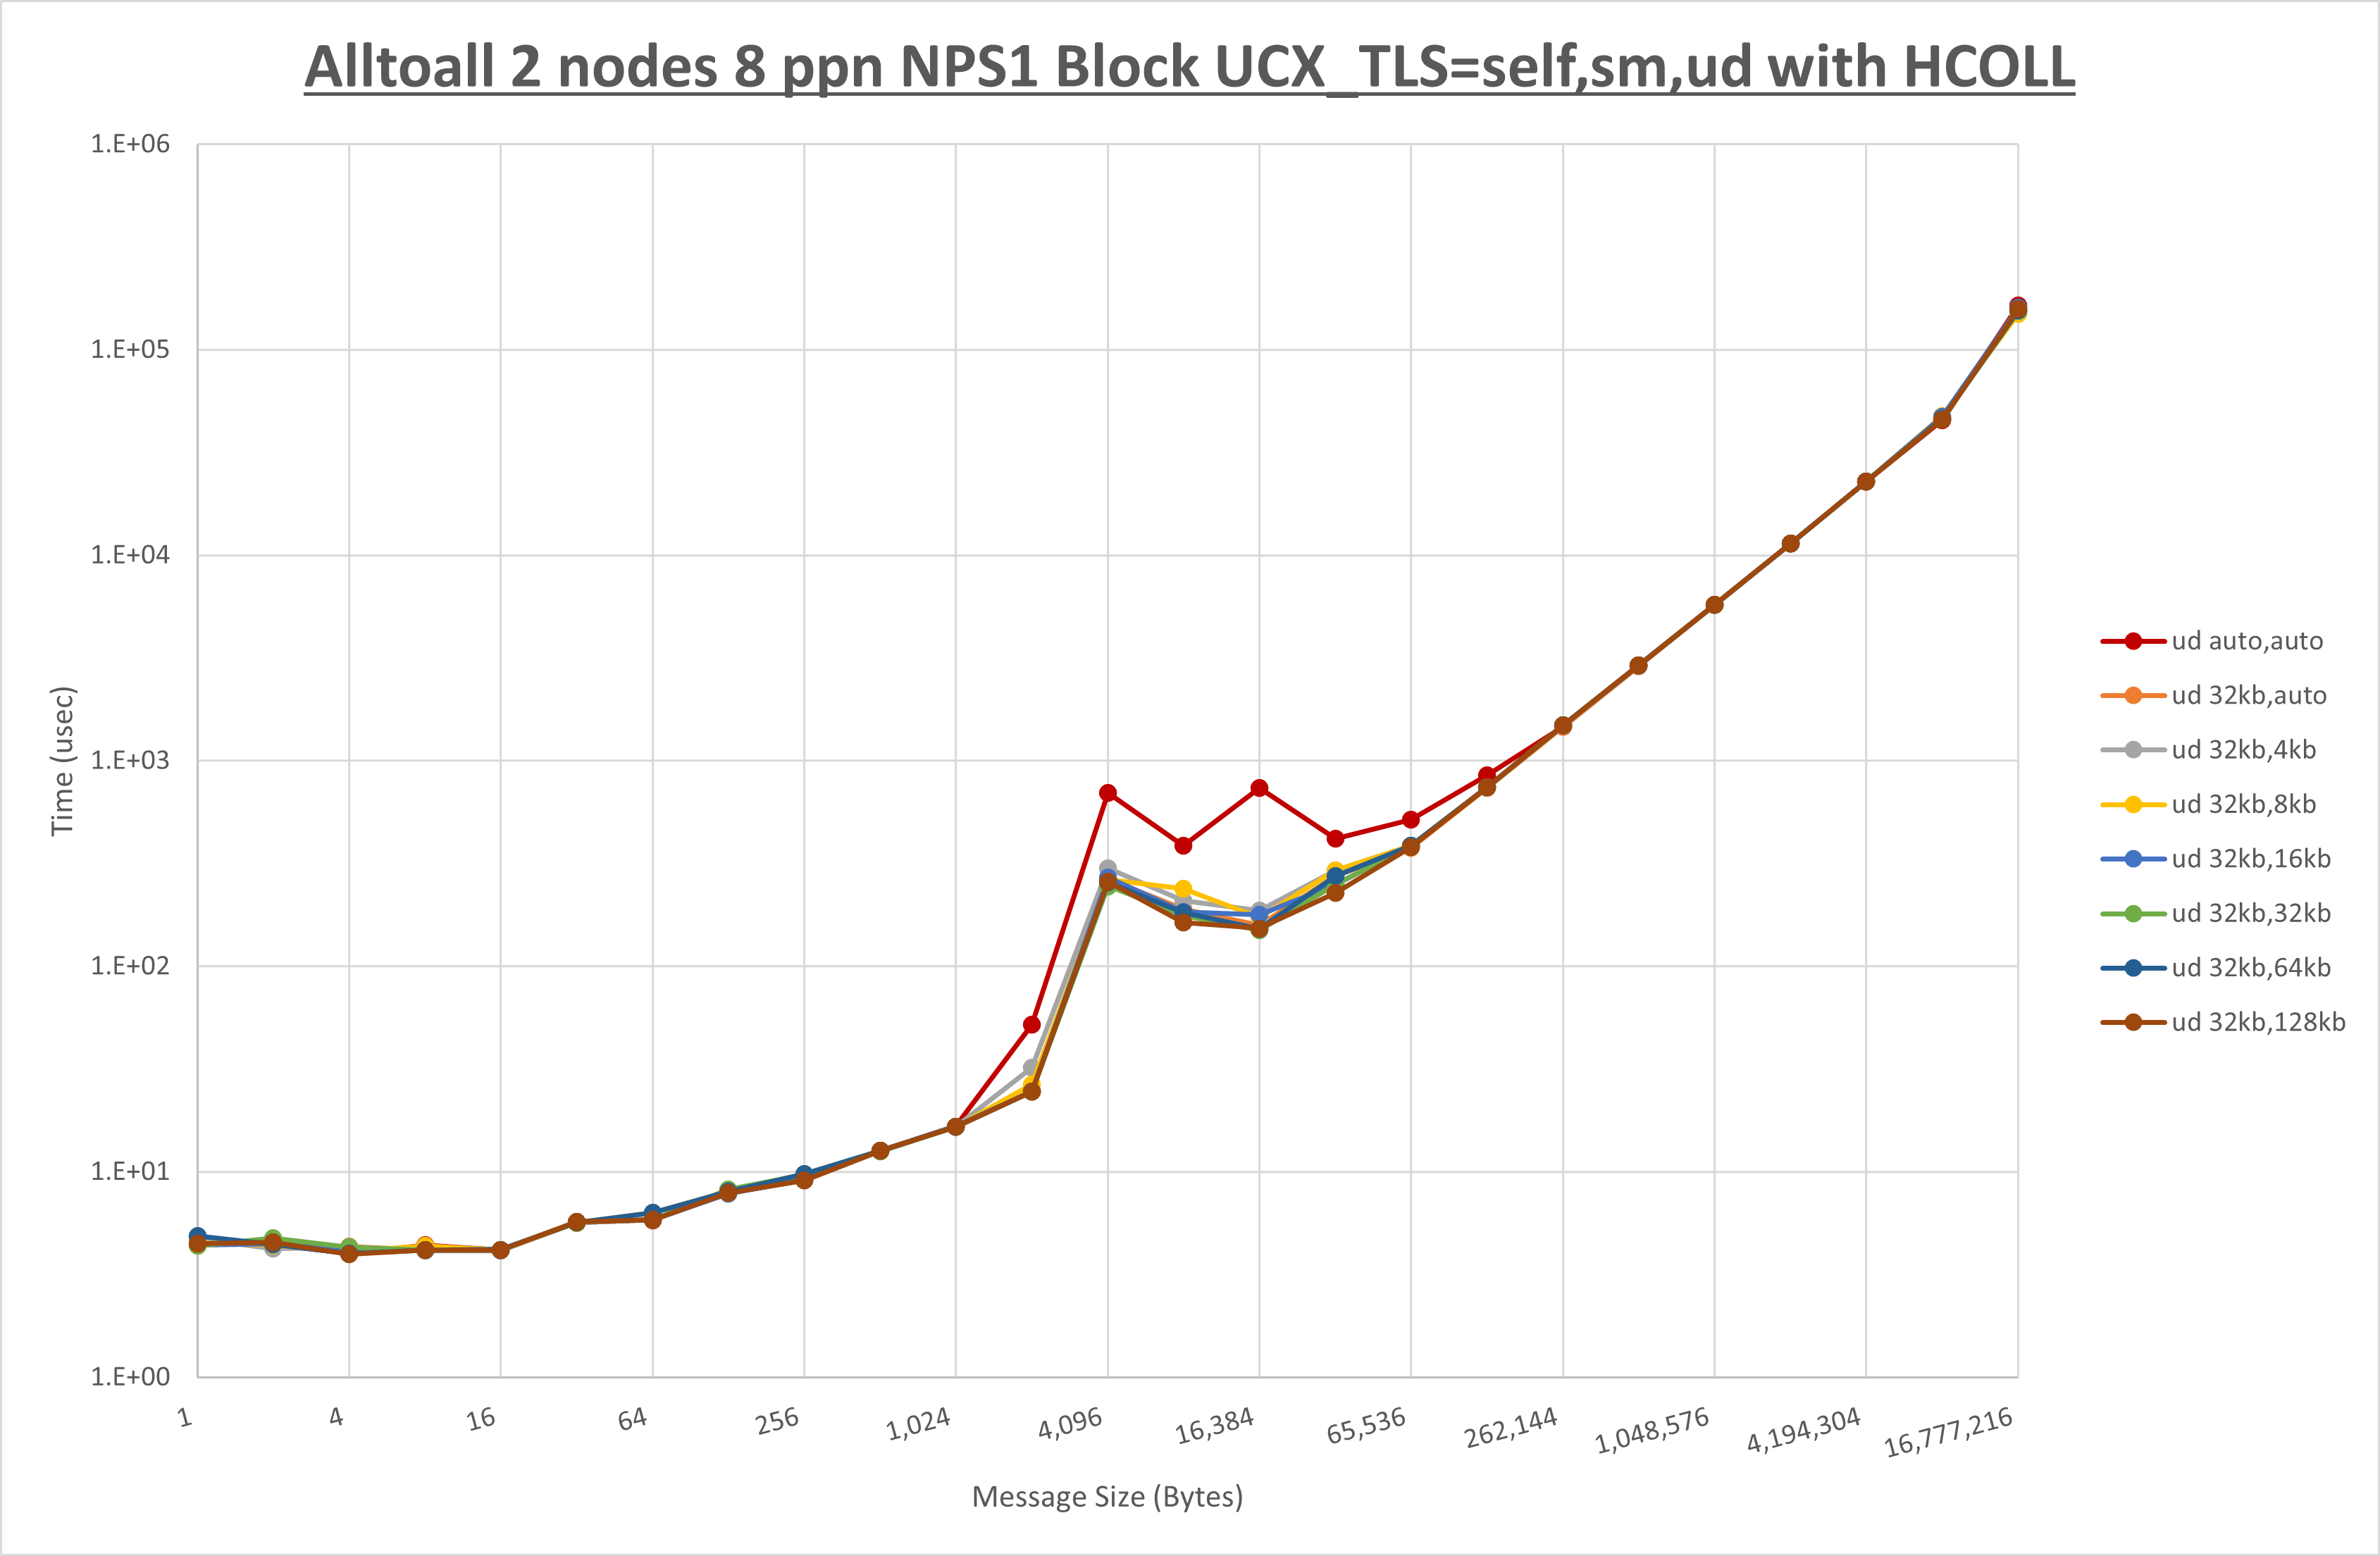 Alltoall 2 nodes 8 ppn NPS1 Block UCX_TLS=self,sm,ud with HCOLL
1.E+06
1.E+05
1.E+04
1.E+03
1.E+02
1.E+01
1.E+00
Time (usec)
1
4
16
64
256
1,024
4,096
16,384
65,536
262,144
1,048,576
4,194,304
16,777,216
Message Size (Bytes)
ud auto,auto
ud 32kb,auto
ud 32kb,4kb
ud 32kb,8kb
ud 32kb,16kb
ud 32kb,32kb
ud 32kb,64kb
ud 32kb,128kb